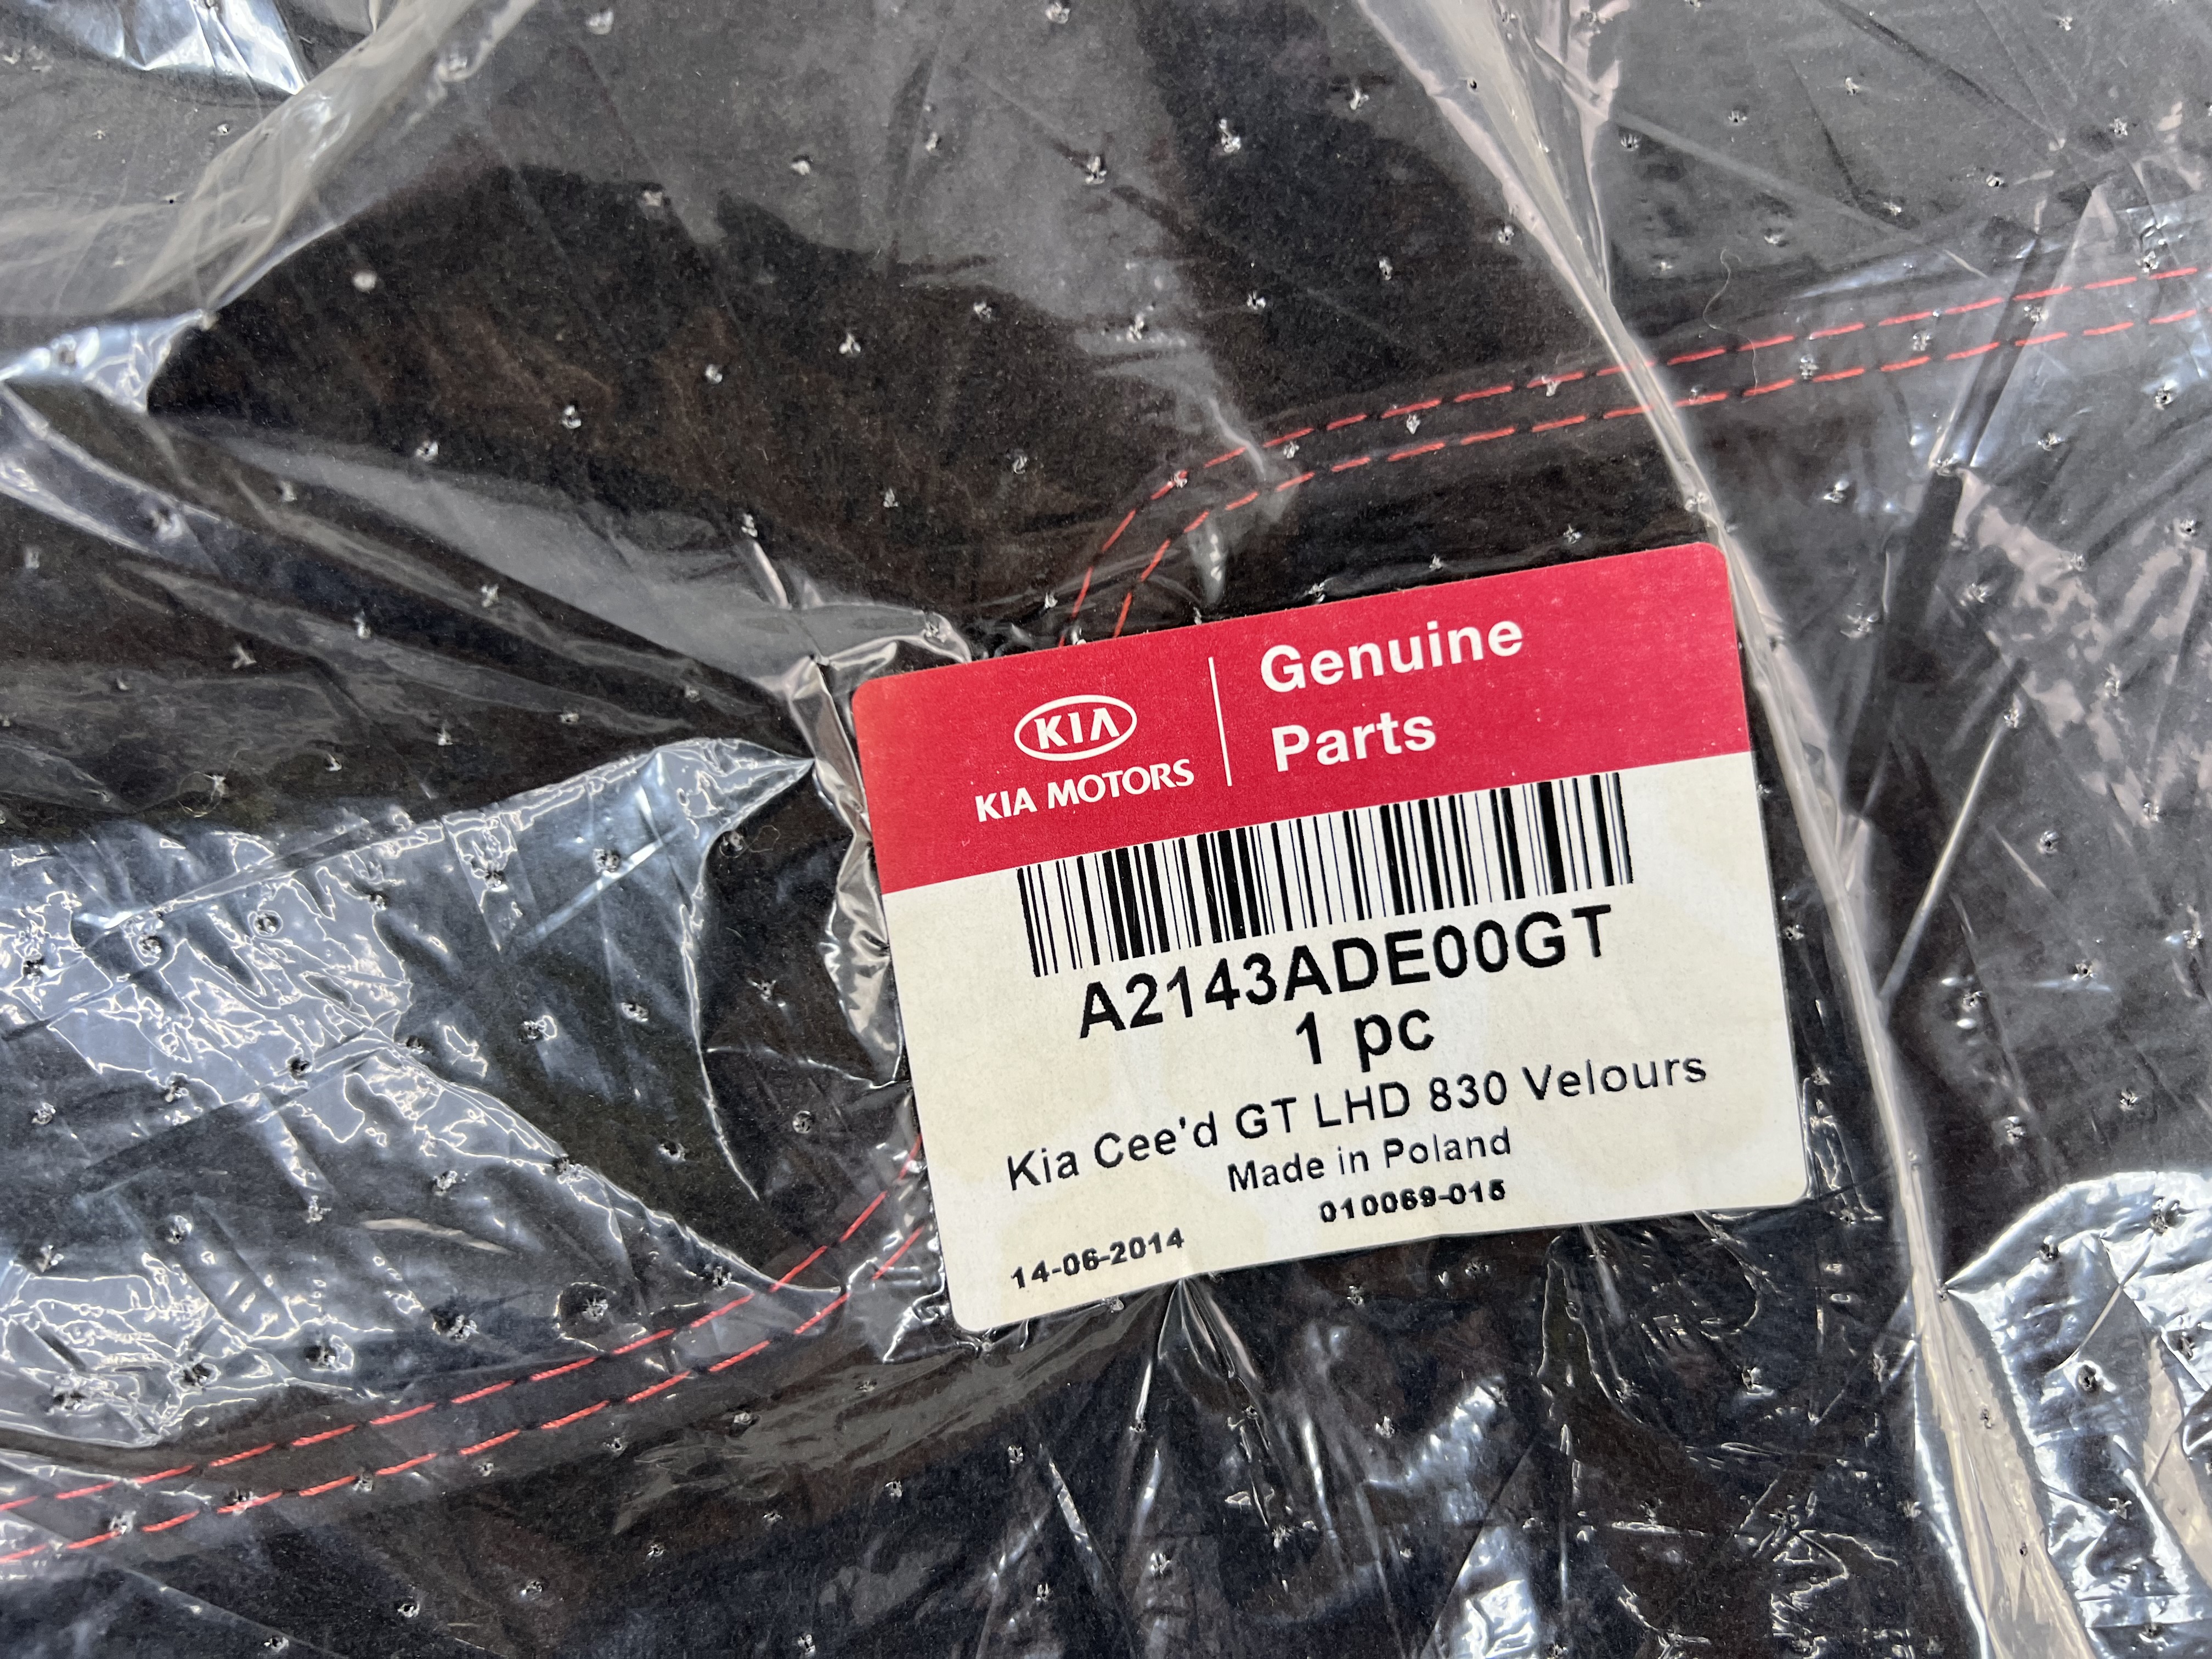 KIA
KIA MOTORS
Genuine
Parts
A2143ADE00GT
1 pc
Kia Cee'd GT LHD 830 Velours
Made in Poland
010069-015
14-06-2014